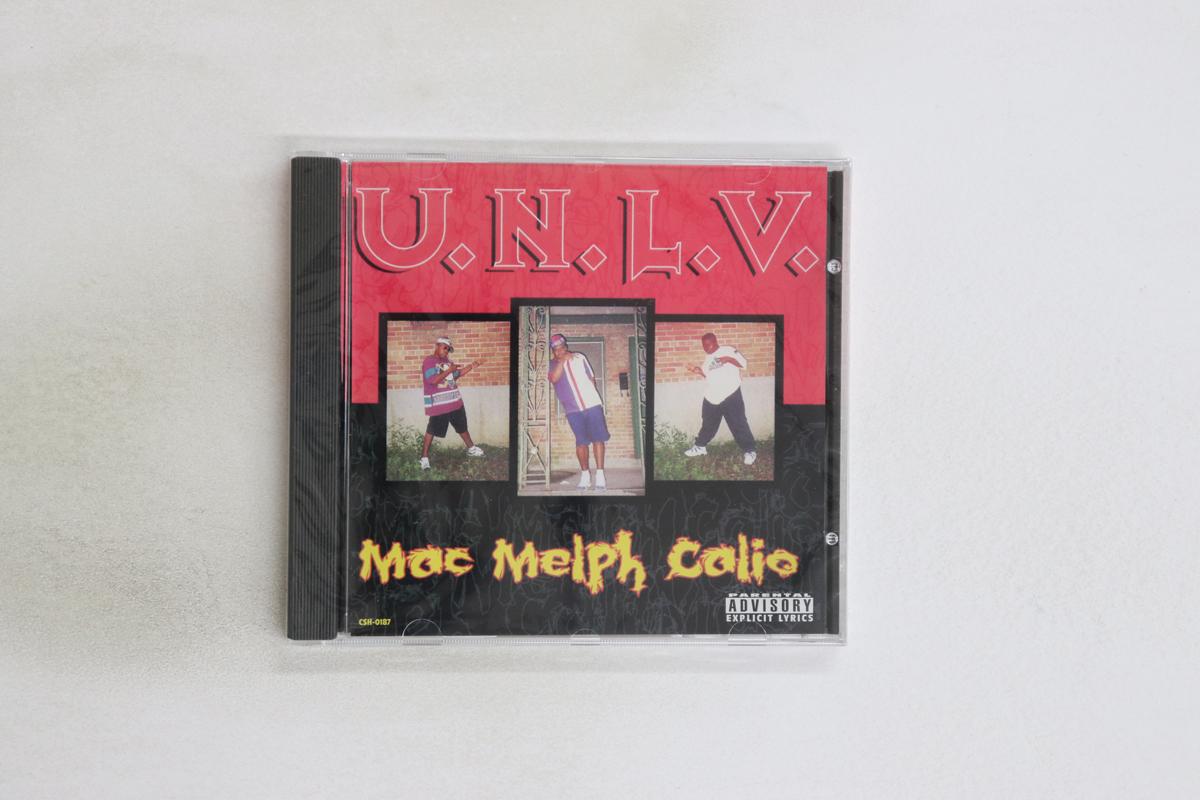 U.N.L.V.
Mac Melph Calio
PARENTAL
ADVISORY
EXPLICIT LYRICS
CSH-0187